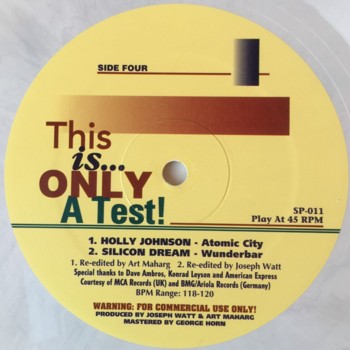 SIDE FOUR
This
is...
ONLY
A Test!
SP-011
Play At 45 RPM
1. HOLLY JOHNSON - Atomic City
2. SILICON DREAM - Wunderbar
1. Re-edited by Art Maharg 2. Re-edited by Joseph Watt
Special thanks to Dave Ambros, Konrad Leyson and American Express
Courtesy of MCA Records (UK) and BMG/Ariola Records (Germany)
BPM Range: 118-120
WARNING: FOR COMMERCIAL USE ONLY!
PRODUCED BY JOSEPH WATT & ART MAHARG
MASTERED BY GEORGE HORN